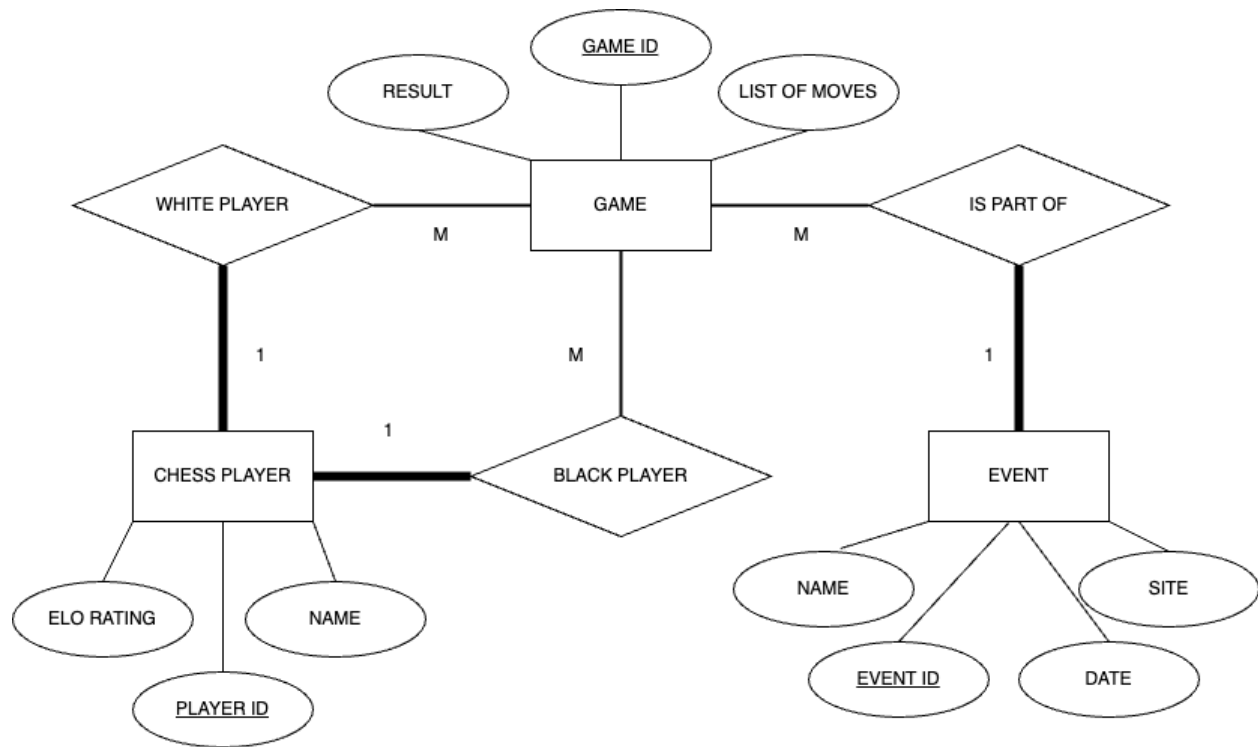 GAME ID
RESULT
LIST OF MOVES
WHITE PLAYER
GAME
IS PART OF
M
M
1
M
1
1
CHESS PLAYER
BLACK PLAYER
EVENT
ELO RATING
NAME
NAME
SITE
PLAYER ID
EVENT ID
DATE